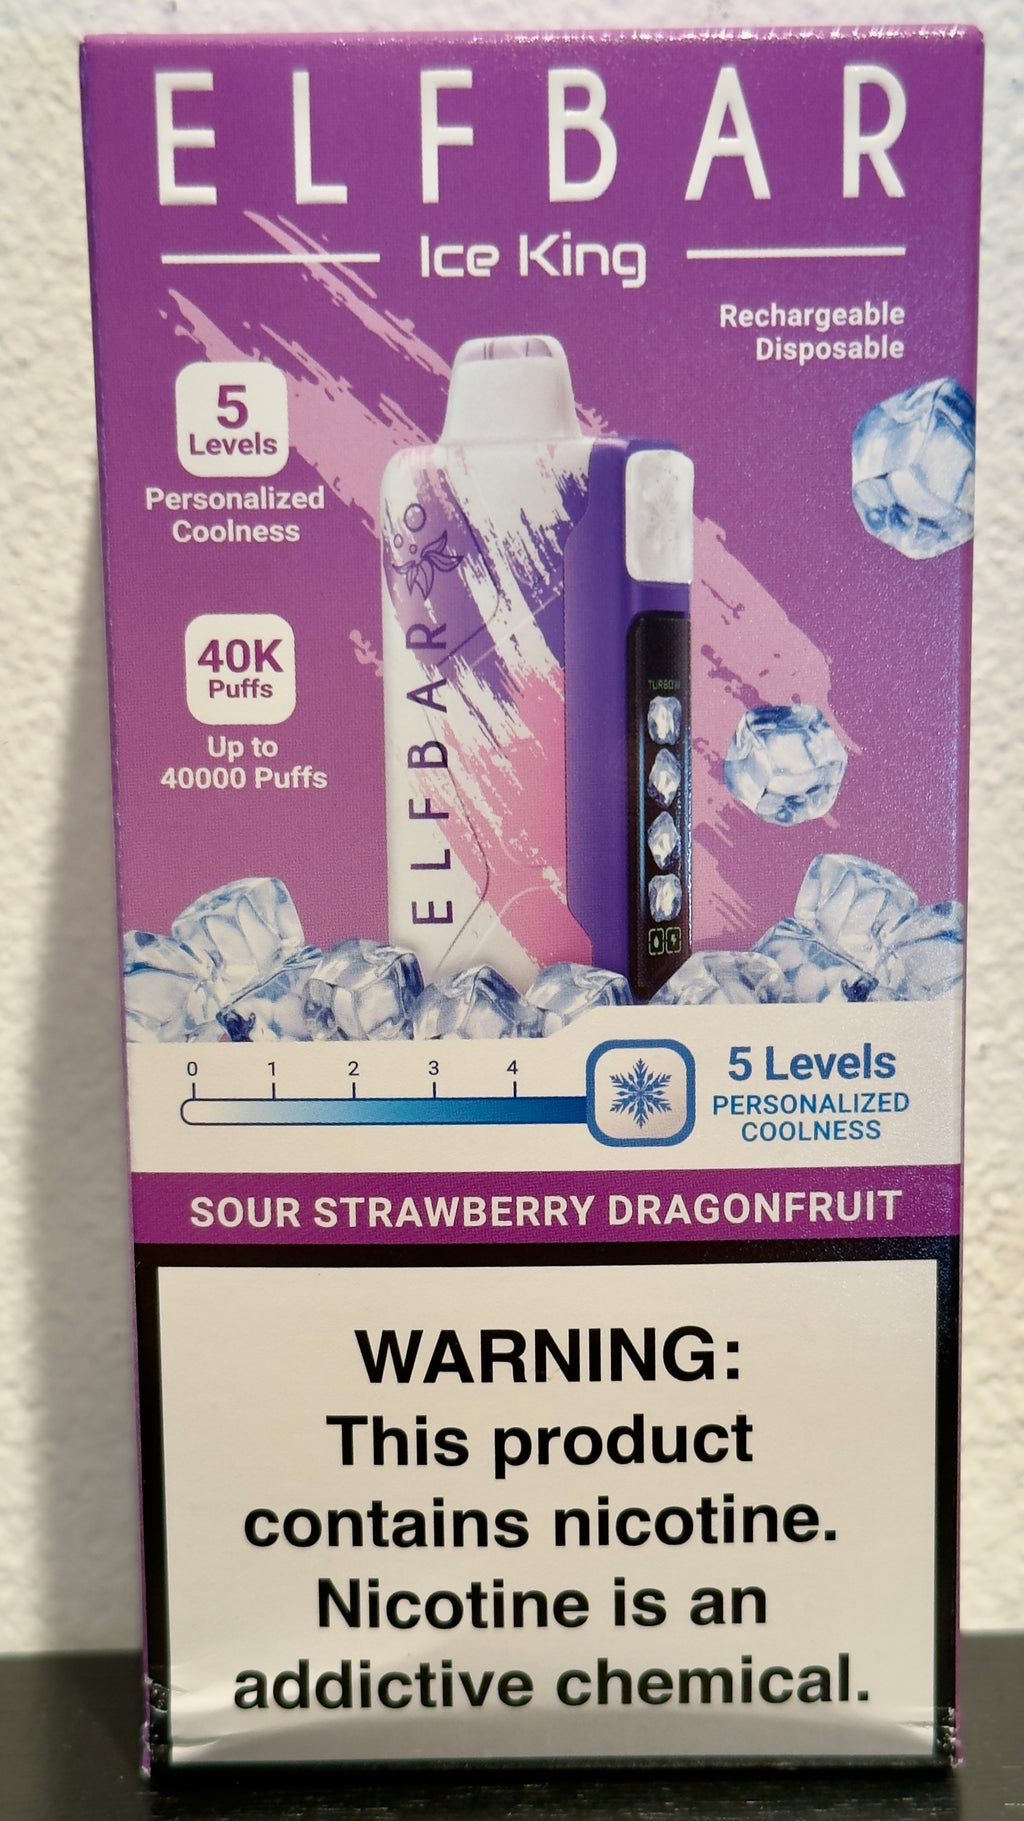 ELFBAR
Ice King
Rechargeable
Disposable
5
Levels
Personalized
Coolness
40K
Puffs
Up to
40000 Puffs
ELFBAR
TURBO
0 1 2 3 4
5 Levels
PERSONALIZED
COOLNESS
SOUR STRAWBERRY DRAGONFRUIT
WARNING:
This product
contains nicotine.
Nicotine is an
addictive chemical.